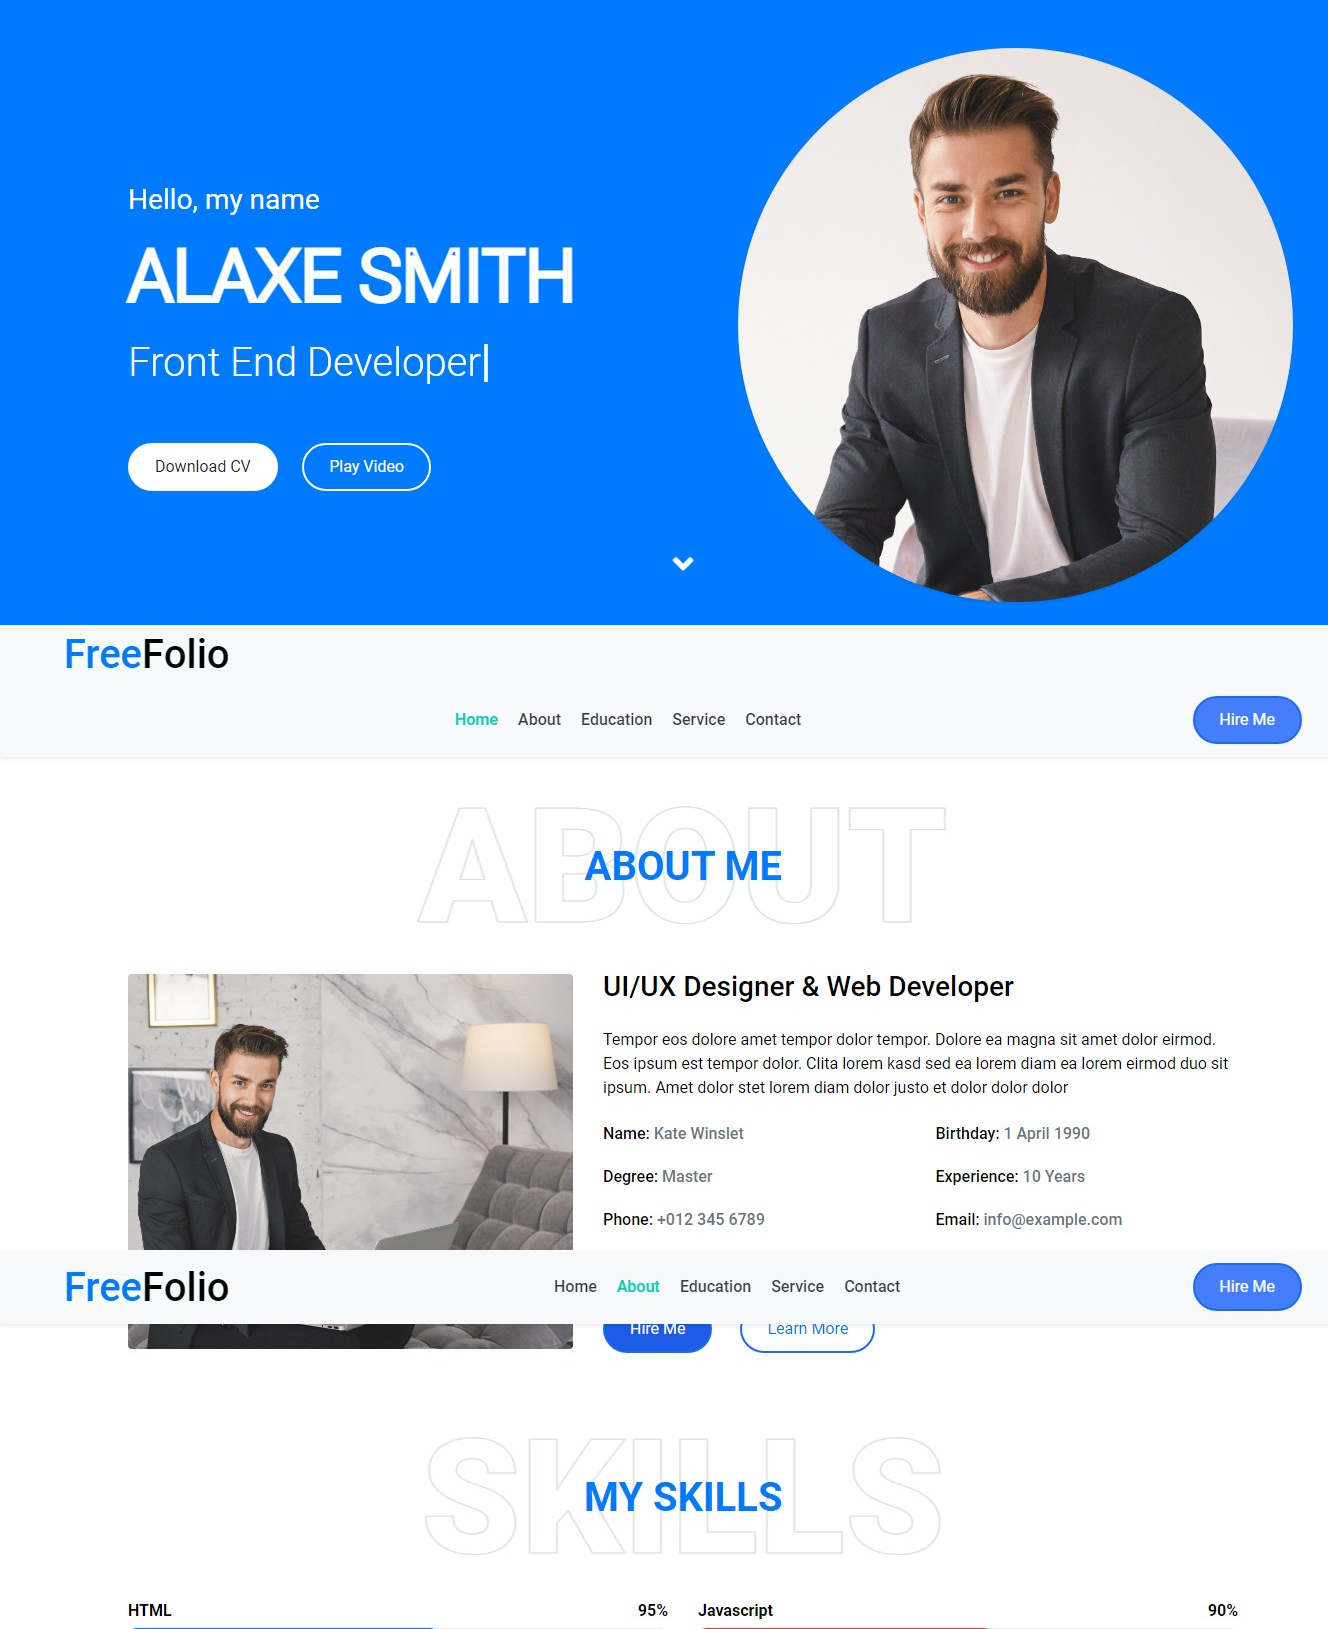 Hello, my name
ALAXE SMITH
Front End Developer
Download CV
Play Video
FreeFolio
Home About Education Service Contact
Hire Me
ABOUT
ABOUT ME
UI/UX Designer & Web Developer
Tempor eos dolore amet tempor dolor tempor. Dolore ea magna sit amet dolor eirmod.
Eos ipsum est tempor dolor. Clita lorem kasd sed ea lorem diam ea lorem eirmod duo sit
ipsum. Amet dolor stet lorem diam dolor justo et dolor dolor dolor
Name: Kate Winslet
Birthday: 1 April 1990
Degree: Master
Experience: 10 Years
Phone: +012 345 6789
Email: info@example.com
FreeFolio
Home About Education Service Contact
Hire Me
Hire Me
Learn More
SKILLS
MY SKILLS
HTML 95%
Javascript 90%